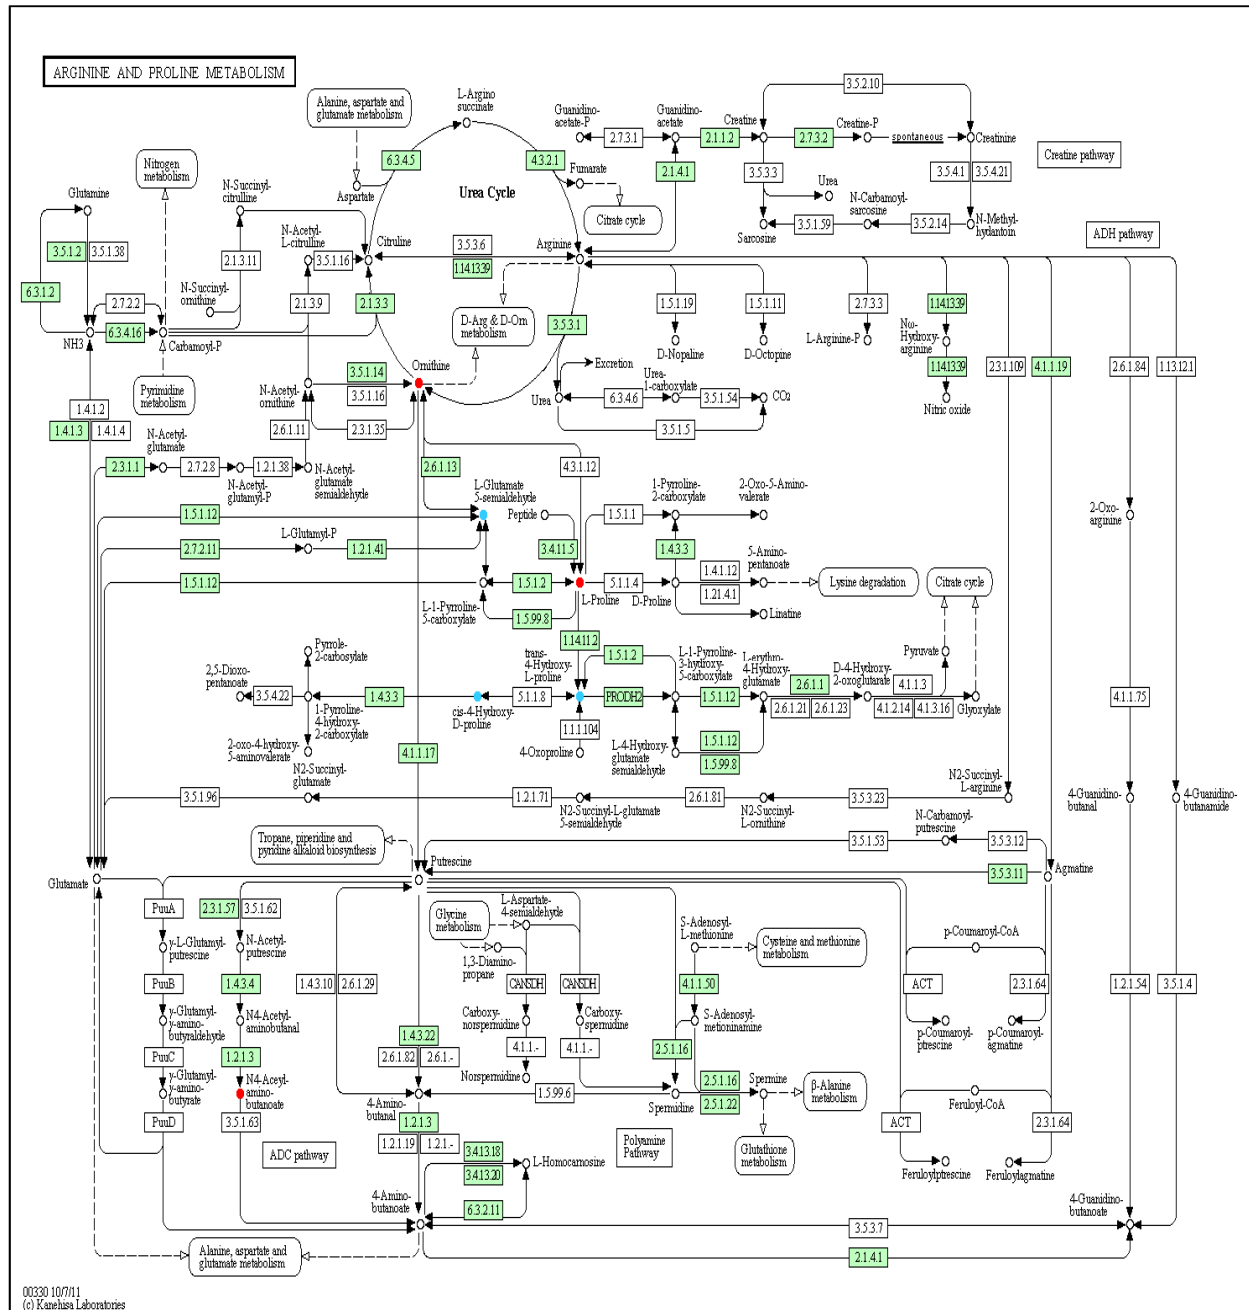 ARGININE AND PROLINE METABOLISM
Alanine, aspartate and
glutamate metabolism
L-Argino
succinate
Guanidino-
acetate-P
2.7.3.1
Guanidino-
acetate
2.1.1.2
Creatine
2.7.3.2
Creatine-P
spontaneous
Creatinine
3.5.2.10
Creatine pathway
6.3.4.5
4.3.2.1
2.1.4.1
3.5.3.3
3.5.4.1
3.5.4.21
Nitrogen
metabolism
Aspartate
Urea Cycle
Fumarate
Citrate cycle
Urea
Sarcosine
3.5.1.59
N-Carbamoyl-
sarcosine
3.5.2.14
N-Methyl-
hydantoin
Glutamine
N-Succinyl-
citrulline
N-Acetyl-
L-citrulline
3.5.1.16
Citruline
3.5.3.6
1.14.13.39
Arginine
ADH pathway
3.5.1.2
3.5.1.38
2.1.3.11
6.3.1.2
2.7.2.2
N-Succinyl-
ornithine
2.1.3.9
2.1.3.3
D-Arg & D-Orn
metabolism
3.5.3.1
1.5.1.19
1.5.1.11
2.7.3.3
1.14.13.39
NH3
6.3.4.16
Carbamoyl-P
D-Nopaline
D-Octopine
L-Arginine-P
Nω-
Hydroxy-
arginine
1.14.13.39
Nitric oxide
2.3.1.109
4.1.1.19
2.6.1.84
1.13.12.1
Pyrimidine
metabolism
N-Acetyl-
ornithine
3.5.1.14
3.5.1.16
Ornithine
Excretion
Urea
6.3.4.6
Urea-
1-carboxylate
3.5.1.54
CO2
3.5.1.5
1.4.1.2
1.4.1.3
1.4.1.4
2.6.1.11
2.3.1.35
N-Acetyl-
glutamate
2.3.1.1
2.7.2.8
N-Acetyl-
glutamyl-P
1.2.1.38
N-Acetyl-
glutamate
semialdehyde
2.6.1.13
4.3.1.12
L-Glutamate
5-semialdehyde
1.5.1.12
Peptide
1-Pyrroline-
2-carboxylate
1.5.1.1
2-Oxo-5-Amino-
valerate
2-Oxo-
arginine
2.7.2.11
L-Glutamyl-P
1.2.1.41
3.4.11.5
1.4.3.3
5-Amino-
pentanoate
1.4.1.12
1.21.4.1
Lysine degradation
Citrate cycle
1.5.1.12
1.5.1.2
L-1-Pyrroline-
5-carboxylate
1.5.99.8
L-Proline
5.1.1.4
D-Proline
Linatine
1.14.11.2
Pyrrole-
2-carbosylate
2,5-Dioxo-
pentanoate
3.5.4.22
1-Pyrroline-
4-hydroxy-
2-carboxylate
1.4.3.3
cis-4-Hydroxy-
D-proline
5.1.1.8
trans-
4-Hydroxy-
L-proline
1.5.1.2
PRODH2
L-1-Pyrroline-
3-hydroxy-
5-carboxylate
1.5.1.12
L-erythro-
4-Hydroxy-
glutamate
2.6.1.1
2.6.1.21
2.6.1.23
D-4-Hydroxy-
2-oxoglutarate
4.1.1.3
4.1.2.14
4.1.3.16
Pyruvate
Glyoxylate
4.1.1.75
2-oxo-4-hydroxy-
5-aminovalerate
4.1.1.17
1.1.1.104
4-Oxoproline
L-4-Hydroxy-
glutamate
semialdehyde
1.5.1.12
1.5.99.8
N2-Succinyl-
glutamate
3.5.1.96
1.2.1.71
N2-Succinyl-L-glutamate
5-semialdehyde
2.6.1.81
N2-Succinyl-
L-ornithine
3.5.3.23
N2-Succinyl-
L-arginine
4-Guanidino-
butanal
4-Guanidino-
butanamide
Tropane, piperidine and
pyridine alkaloid biosynthesis
Putrescine
3.5.1.53
N-Carbamoyl-
putrescine
3.5.3.12
3.5.3.11
Agmatine
Glutamate
PuuA
2.3.1.57
3.5.1.62
Glycine
metabolism
L-Aspartate-
4-semialdehyde
S-Adenosyl-
L-methionine
Cysteine and methionine
metabolism
p-Coumaroyl-CoA
γ-L-Glutamyl-
putrescine
N-Acetyl-
putrescine
1,3-Diamino-
propane
PuuB
1.4.3.4
1.4.3.10
2.6.1.29
CANSDH
CANSDH
4.1.1.50
ACT
2.3.1.64
1.2.1.54
3.5.1.4
γ-Glutamyl-
γ-amino-
butyraldehyde
N4-Acetyl-
aminobutanal
Carboxy-
norspermidine
Carboxy-
spermidine
S-Adenosyl-
metioninamine
p-Coumaroyl-
ptrescine
p-Coumaroyl-
agmatine
PuuC
1.2.1.3
1.4.3.22
2.6.1.82
2.6.1.-
4.1.1.-
4.1.1.-
2.5.1.16
γ-Glutamyl-
γ-amino-
butyrate
N4-Aceyl-
amino-
butanoate
Norspermidine
1.5.99.6
Spermidine
2.5.1.16
2.5.1.22
Spermine
β-Alanine
metabolism
Feruloyl-CoA
PuuD
3.5.1.63
ADC pathway
4-Amino-
butanal
1.2.1.3
1.2.1.19
1.2.1.-
3.4.13.18
3.4.13.20
6.3.2.11
L-Homocarnosine
Polyamine
Pathway
Glutathione
metabolism
ACT
2.3.1.64
Feruloylptrescine
Feruloylagmatine
4-Amino-
butanoate
3.5.3.7
2.1.4.1
4-Guanidino-
butanoate
Alanine, aspartate and
glutamate metabolism
00330 10/7/11
(c) Kanehisa Laboratories